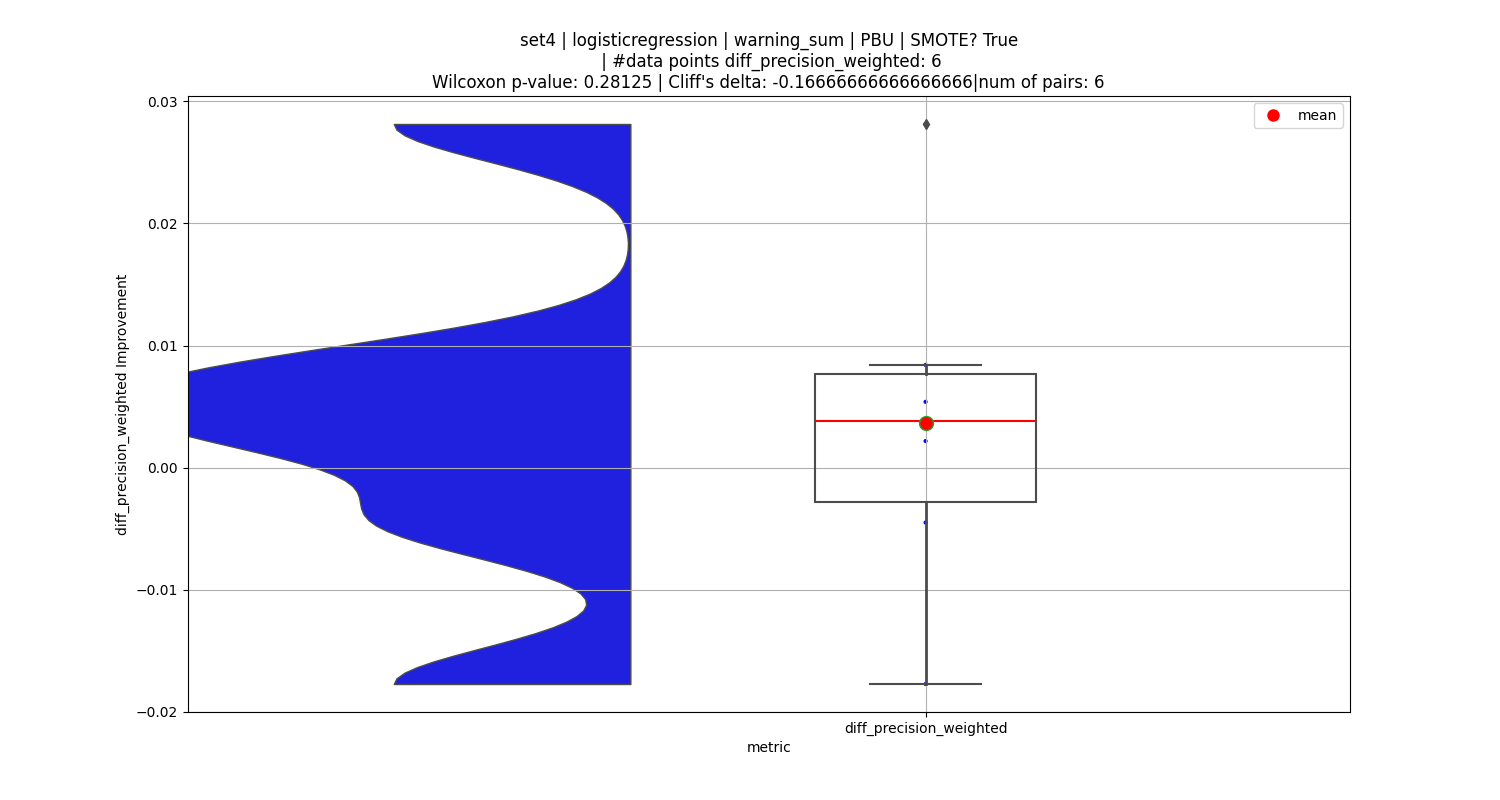 set4 | logisticregression | warning_sum | PBU | SMOTE? True
| #data points diff_precision_weighted: 6
Wilcoxon p-value: 0.28125 | Cliff's delta: -0.16666666666666666|num of pairs: 6
mean
0.03
0.02
0.01
0.00
−0.01
−0.02
diff_precision_weighted Improvement
diff_precision_weighted
metric